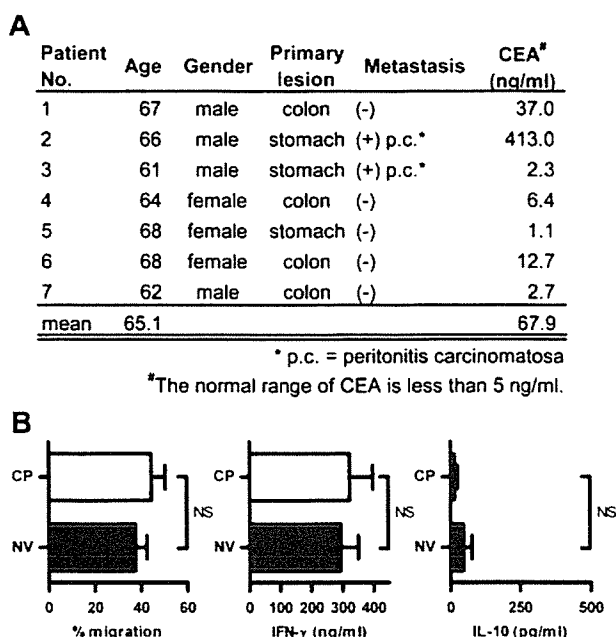 A
Patient No. Age Gender Primary lesion Metastasis CEA# (ng/ml)
1 67 male colon (-) 37.0
2 66 male stomach (+) p.c.* 413.0
3 61 male stomach (+) p.c.* 2.3
4 64 female colon (-) 6.4
5 68 female stomach (-) 1.1
6 68 female colon (-) 12.7
7 62 male colon (-) 2.7
mean 65.1 67.9
* p.c. = peritonitis carcinomatosa
#The normal range of CEA is less than 5 ng/ml.
B
CP
NV
NS
0 20 40 60
% migration
CP
NV
NS
0 100 200 300 400
IFN-γ (ng/ml)
CP
NV
NS
0 250 500
IL-10 (pg/ml)